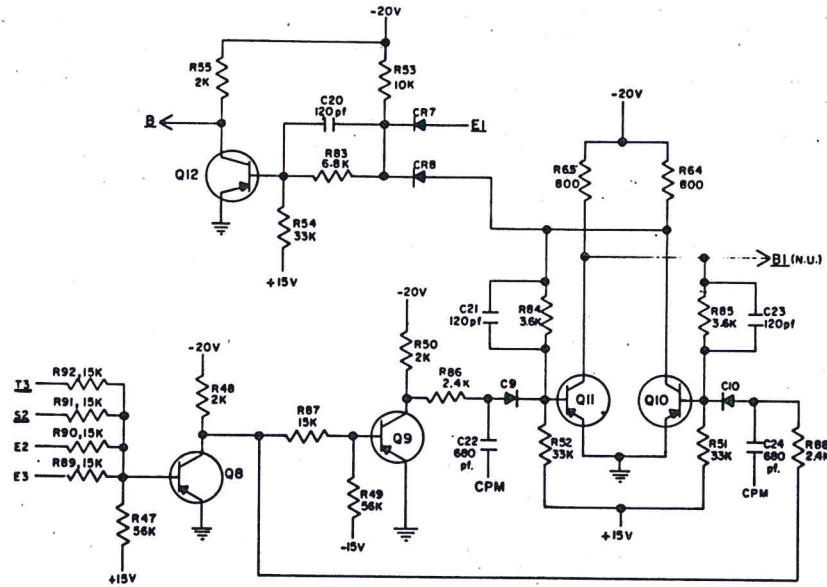 -20V
R55
2K
R53
10K
C20
120pf
CR7
E1
B
R83
6.8K
CR8
Q12
R54
33K
+15V
-20V
R65
800
R64
800
B1 (N.U.)
C21
120pf
R84
3.6K
R85
3.6K
C23
120pf
-20V
R50
2K
R86
2.4K
C9
Q11
Q10
C10
-20V
R48
2K
T3
R92,15K
S2
R91,15K
E2
R90,15K
E3
R89,15K
R87
15K
Q9
Q8
C22
680
pf.
CPM
R52
33K
R51
33K
C24
680
pf.
CPM
R88
2.4K
R49
56K
-15V
R47
56K
+15V
+15V